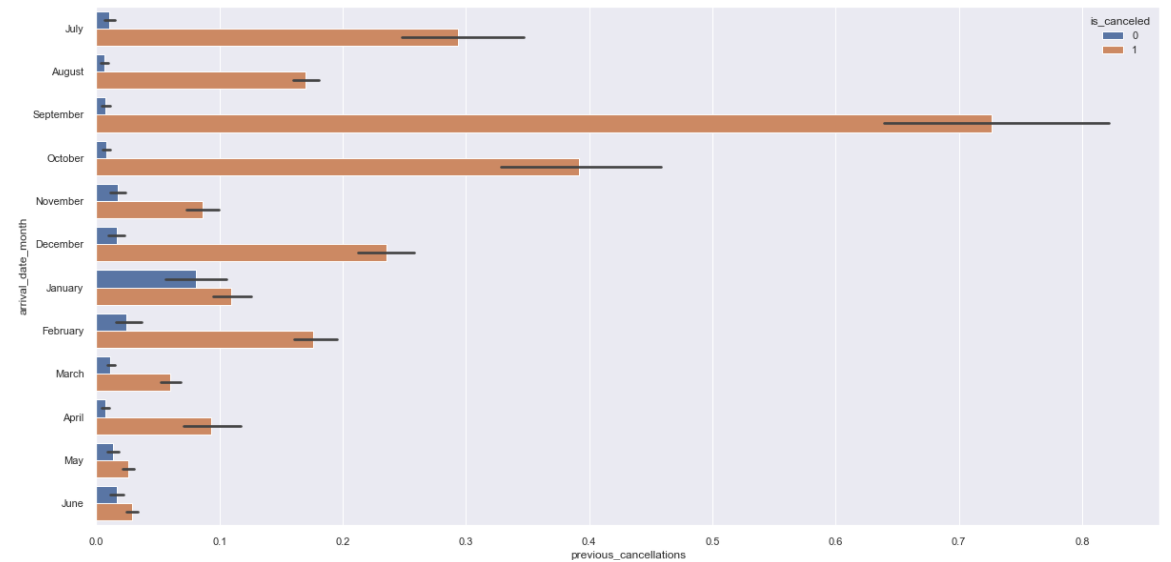 is_canceled
0
1
July
August
September
October
November
December
January
February
March
April
May
June
arrival_date_month
0.0 0.1 0.2 0.3 0.4 0.5 0.6 0.7 0.8
previous_cancellations